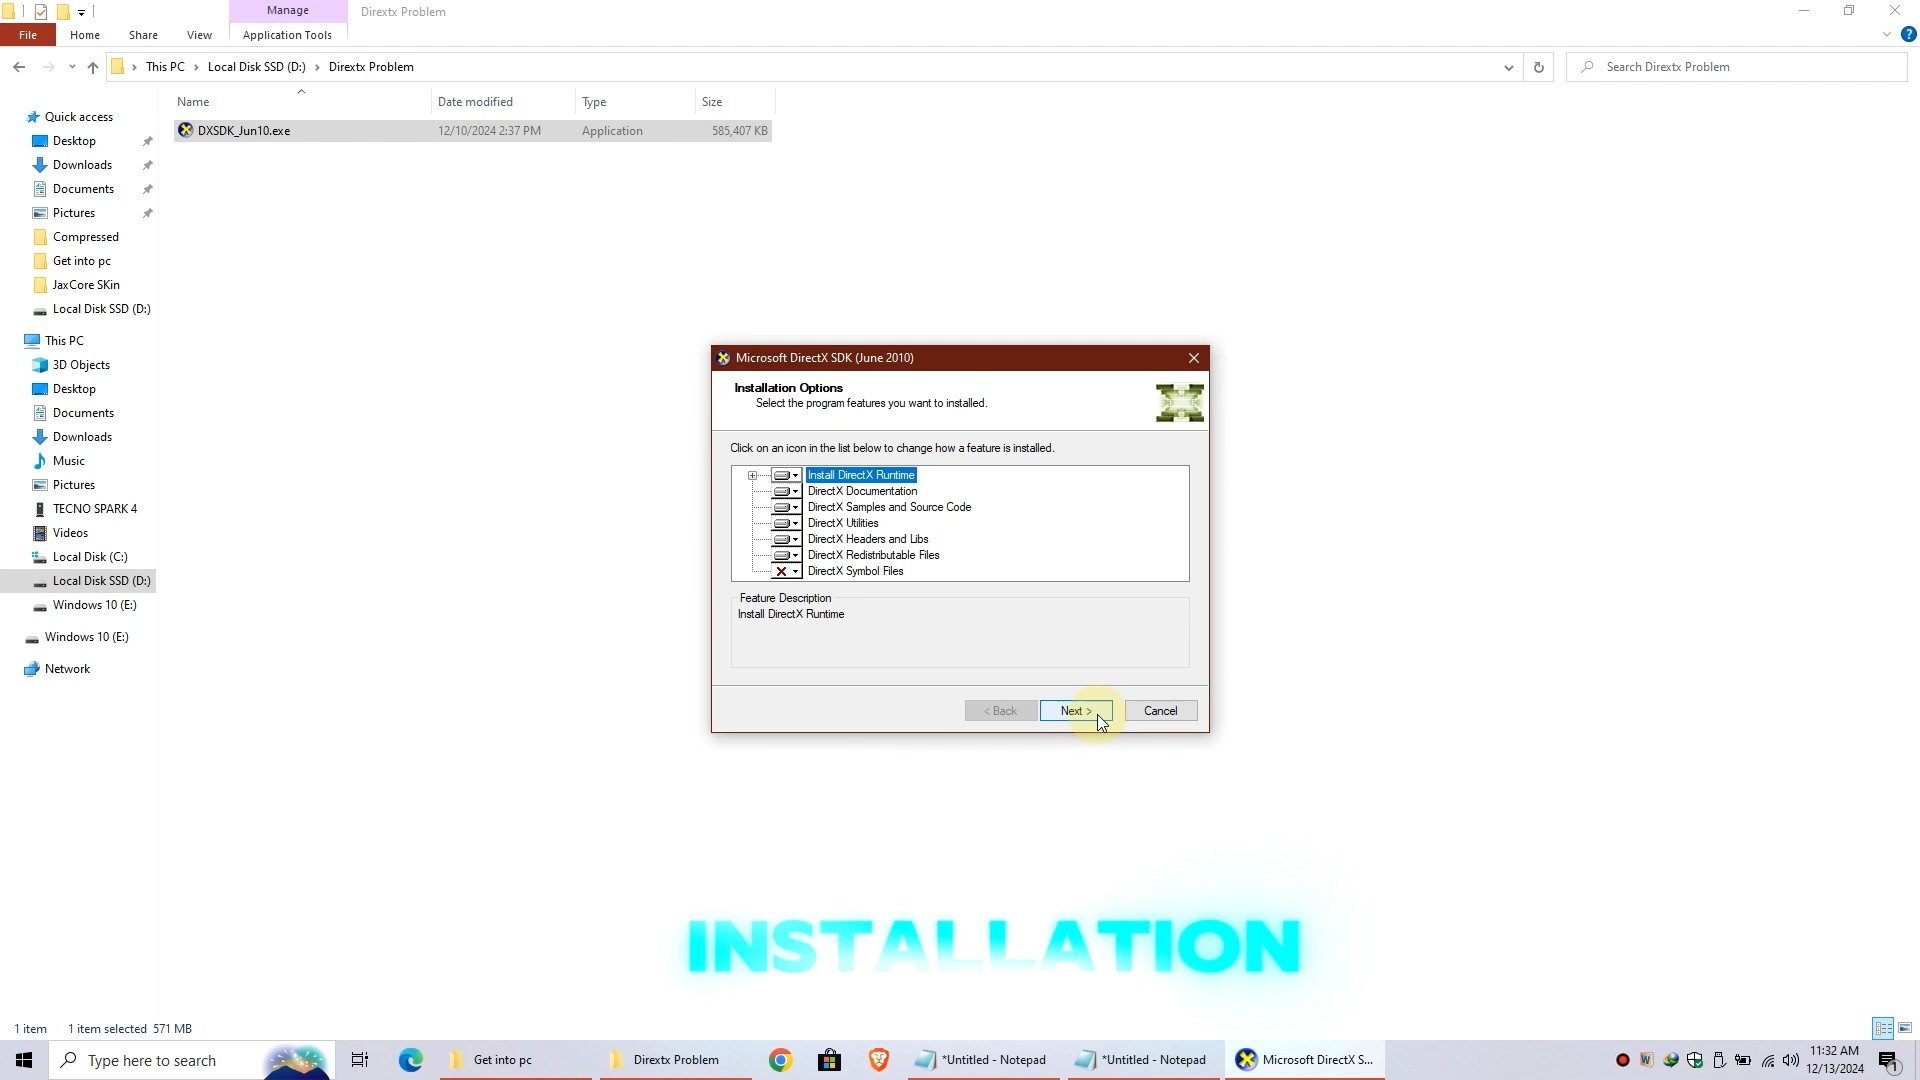 Manage
Dirextx Problem
File
Home
Share
View
Application Tools
This PC
Local Disk SSD (D:)
Dirextx Problem
Search Dirextx Problem
Name
Date modified
Type
Size
DXSDK_Jun10.exe
12/10/2024 2:37 PM
Application
585,407 KB
Quick access
Desktop
Downloads
Documents
Pictures
Compressed
Get into pc
JaxCore SKin
Local Disk SSD (D:)
This PC
3D Objects
Desktop
Documents
Downloads
Music
Pictures
TECNO SPARK 4
Videos
Local Disk (C:)
Local Disk SSD (D:)
Windows 10 (E:)
Windows 10 (E:)
Network
Microsoft DirectX SDK (June 2010)
Installation Options
Select the program features you want to installed.
Click on an icon in the list below to change how a feature is installed.
Install DirectX Runtime
DirectX Documentation
DirectX Samples and Source Code
DirectX Utilities
DirectX Headers and Libs
DirectX Redistributable Files
DirectX Symbol Files
Feature Description
Install DirectX Runtime
< Back
Next >
Cancel
INSTALLATION
1 item
1 item selected 571 MB
Type here to search
Get into pc
Dirextx Problem
*Untitled - Notepad
*Untitled - Notepad
Microsoft DirectX S...
11:32 AM
12/13/2024
1